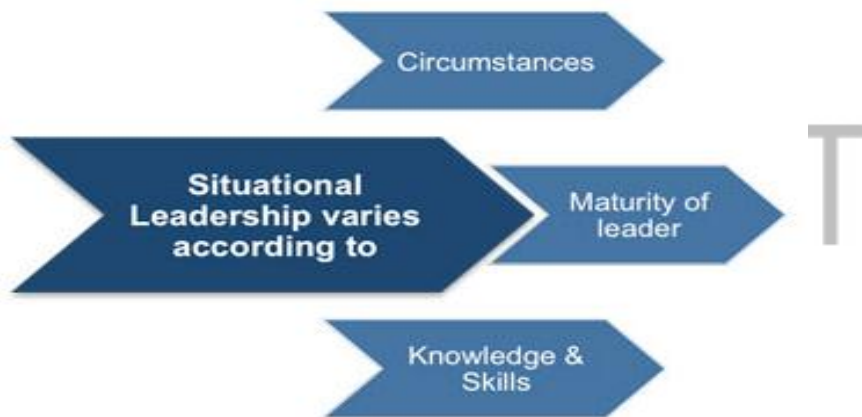 Circumstances
Situational
Leadership varies
according to
Maturity of
leader
Knowledge &
Skills
T